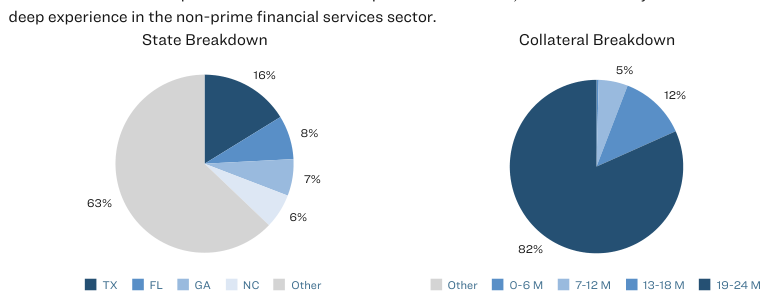 deep experience in the non-prime financial services sector.
State Breakdown
16%
8%
7%
6%
63%
TX FL GA NC Other
Collateral Breakdown
5%
12%
82%
Other 0-6 M 7-12 M 13-18 M 19-24 M